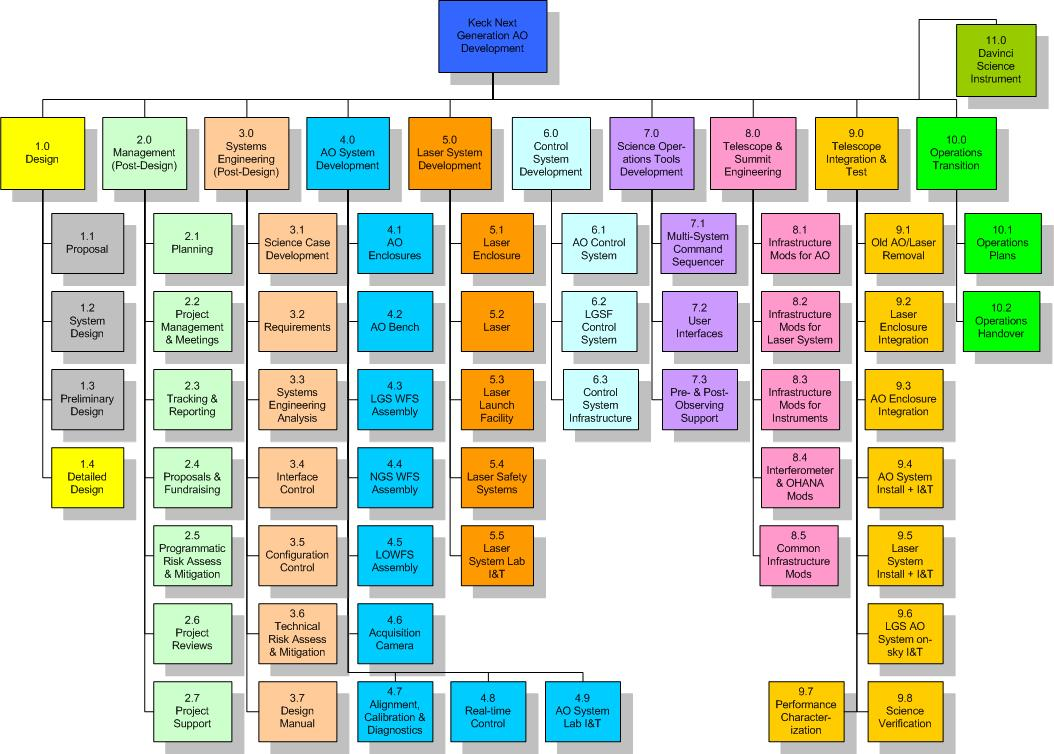 Keck Next
Generation AO
Development
11.0
Davinci
Science
Instrument
1.0
Design
2.0
Management
(Post-Design)
3.0
Systems
Engineering
(Post-Design)
4.0
AO System
Development
5.0
Laser System
Development
6.0
Control
System
Development
7.0
Science Oper-
ations Tools
Development
8.0
Telescope &
Summit
Engineering
9.0
Telescope
Integration &
Test
10.0
Operations
Transition
1.1
Proposal
1.2
System
Design
1.3
Preliminary
Design
1.4
Detailed
Design
2.1
Planning
2.2
Project
Management
& Meetings
2.3
Tracking &
Reporting
2.4
Proposals &
Fundraising
2.5
Programmatic
Risk Assess
& Mitigation
2.6
Project
Reviews
2.7
Project
Support
3.1
Science Case
Development
3.2
Requirements
3.3
Systems
Engineering
Analysis
3.4
Interface
Control
3.5
Configuration
Control
3.6
Technical
Risk Assess
& Mitigation
3.7
Design
Manual
4.1
AO
Enclosures
4.2
AO Bench
4.3
LGS WFS
Assembly
4.4
NGS WFS
Assembly
4.5
LOWFS
Assembly
4.6
Acquisition
Camera
4.7
Alignment,
Calibration &
Diagnostics
4.8
Real-time
Control
4.9
AO System
Lab I&T
5.1
Laser
Enclosure
5.2
Laser
5.3
Laser
Launch
Facility
5.4
Laser Safety
Systems
5.5
Laser
System Lab
I&T
6.1
AO Control
System
6.2
LGSF
Control
System
6.3
Control
System
Infrastructure
7.1
Multi-System
Command
Sequencer
7.2
User
Interfaces
7.3
Pre- & Post-
Observing
Support
8.1
Infrastructure
Mods for AO
8.2
Infrastructure
Mods for
Laser System
8.3
Infrastructure
Mods for
Instruments
8.4
Interferometer
& OHANA
Mods
8.5
Common
Infrastructure
Mods
9.1
Old AO/Laser
Removal
9.2
Laser
Enclosure
Integration
9.3
AO Enclosure
Integration
9.4
AO System
Install + I&T
9.5
Laser
System
Install + I&T
9.6
LGS AO
System on-
sky I&T
9.7
Performance
Character-
ization
9.8
Science
Verification
10.1
Operations
Plans
10.2
Operations
Handover